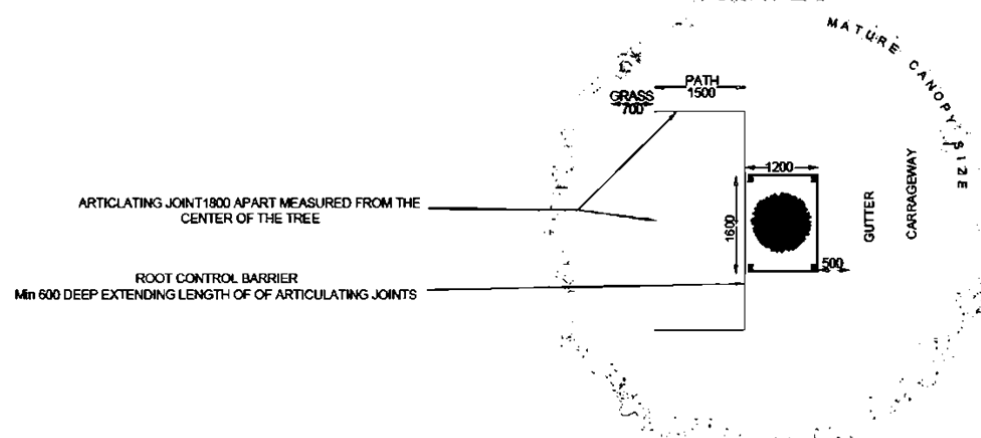 MATURE CANOPY SIZE
PATH
1500
GRASS
700
1200
CARRAGEWAY
GUTTER
1600
500
ARTICLATING JOINT1800 APART MEASURED FROM THE
CENTER OF THE TREE
ROOT CONTROL BARRIER
Min 600 DEEP EXTENDING LENGTH OF OF ARTICULATING JOINTS